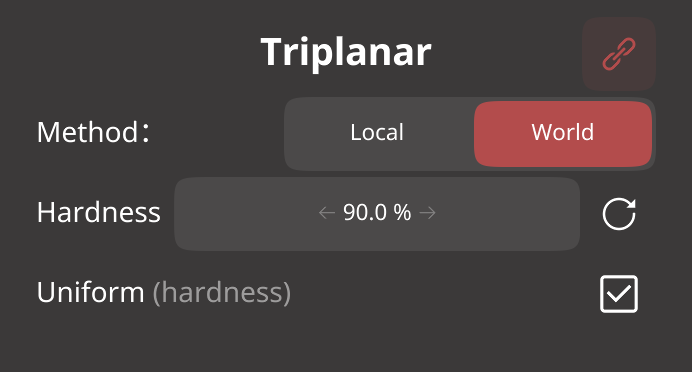 Triplanar
Method:
Local
World
Hardness
← 90.0 % →
Uniform (hardness)